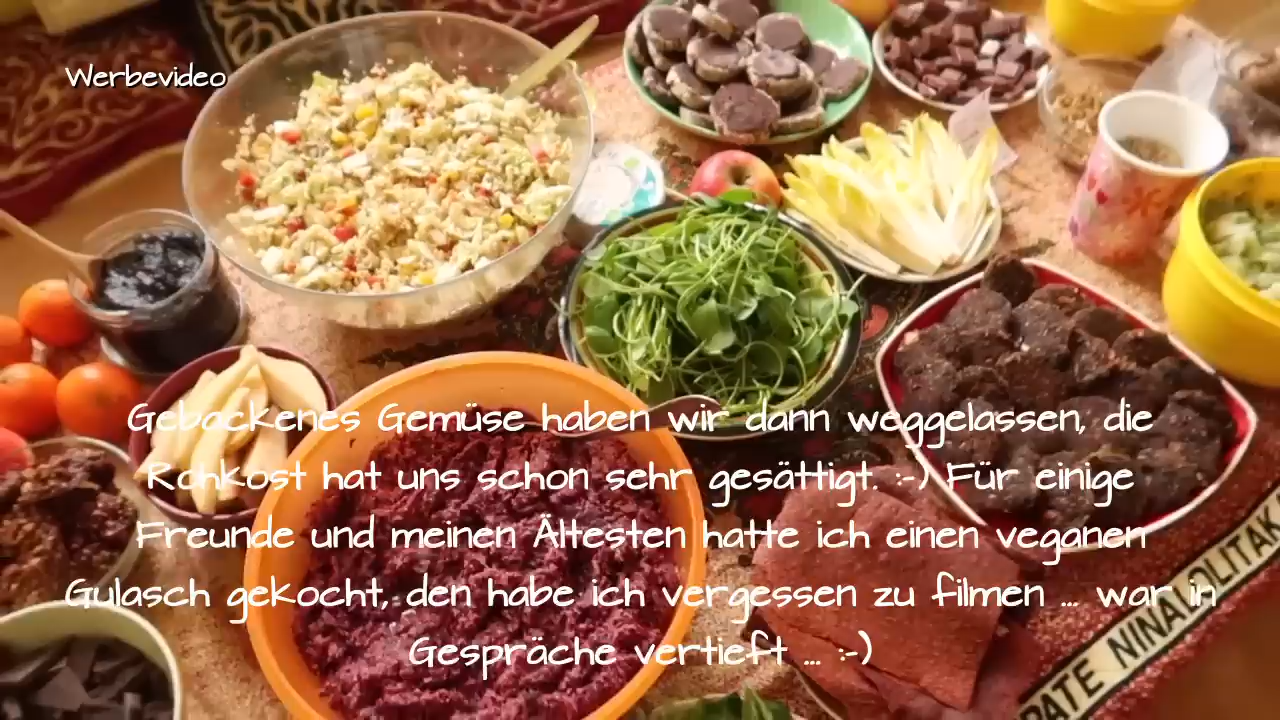 Werbevideo
Gebackenes Gemüse haben wir dann weggelassen, die
Rohkost hat uns schon sehr gesättigt. :-) Für einige
Freunde und meinen Ältesten hatte ich einen veganen
Gulasch gekocht, den habe ich vergessen zu filmen ... war in
Gespräche vertieft ... :-)
NINAOLITAK